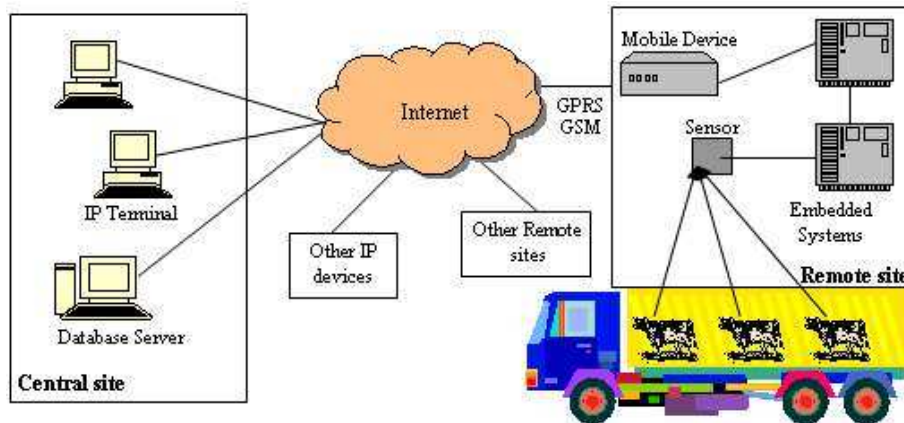 IP Terminal
Database Server
Central site
Internet
Other IP
devices
Other Remote
sites
GPRS
GSM
Mobile Device
Sensor
Embedded
Systems
Remote site